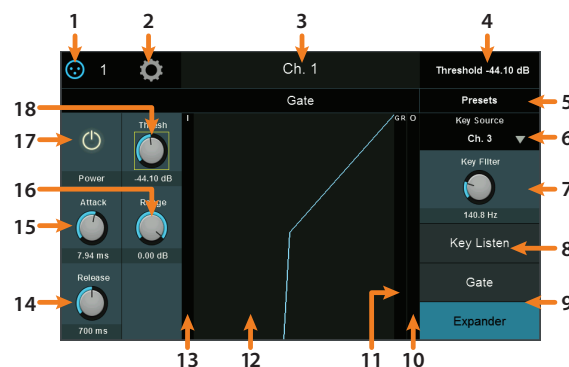 1 2 3 4
1 Ch. 1 Threshold -44.10 dB
Gate Presets 5
18 I GR O Key Source
Thresh Ch. 3 6
17
Power -44.10 dB Key Filter
16 7
Attack Range 140.8 Hz
15
7.94 ms 0.00 dB Key Listen 8
Release Gate
14 9
700 ms Expander
13 12 11 10